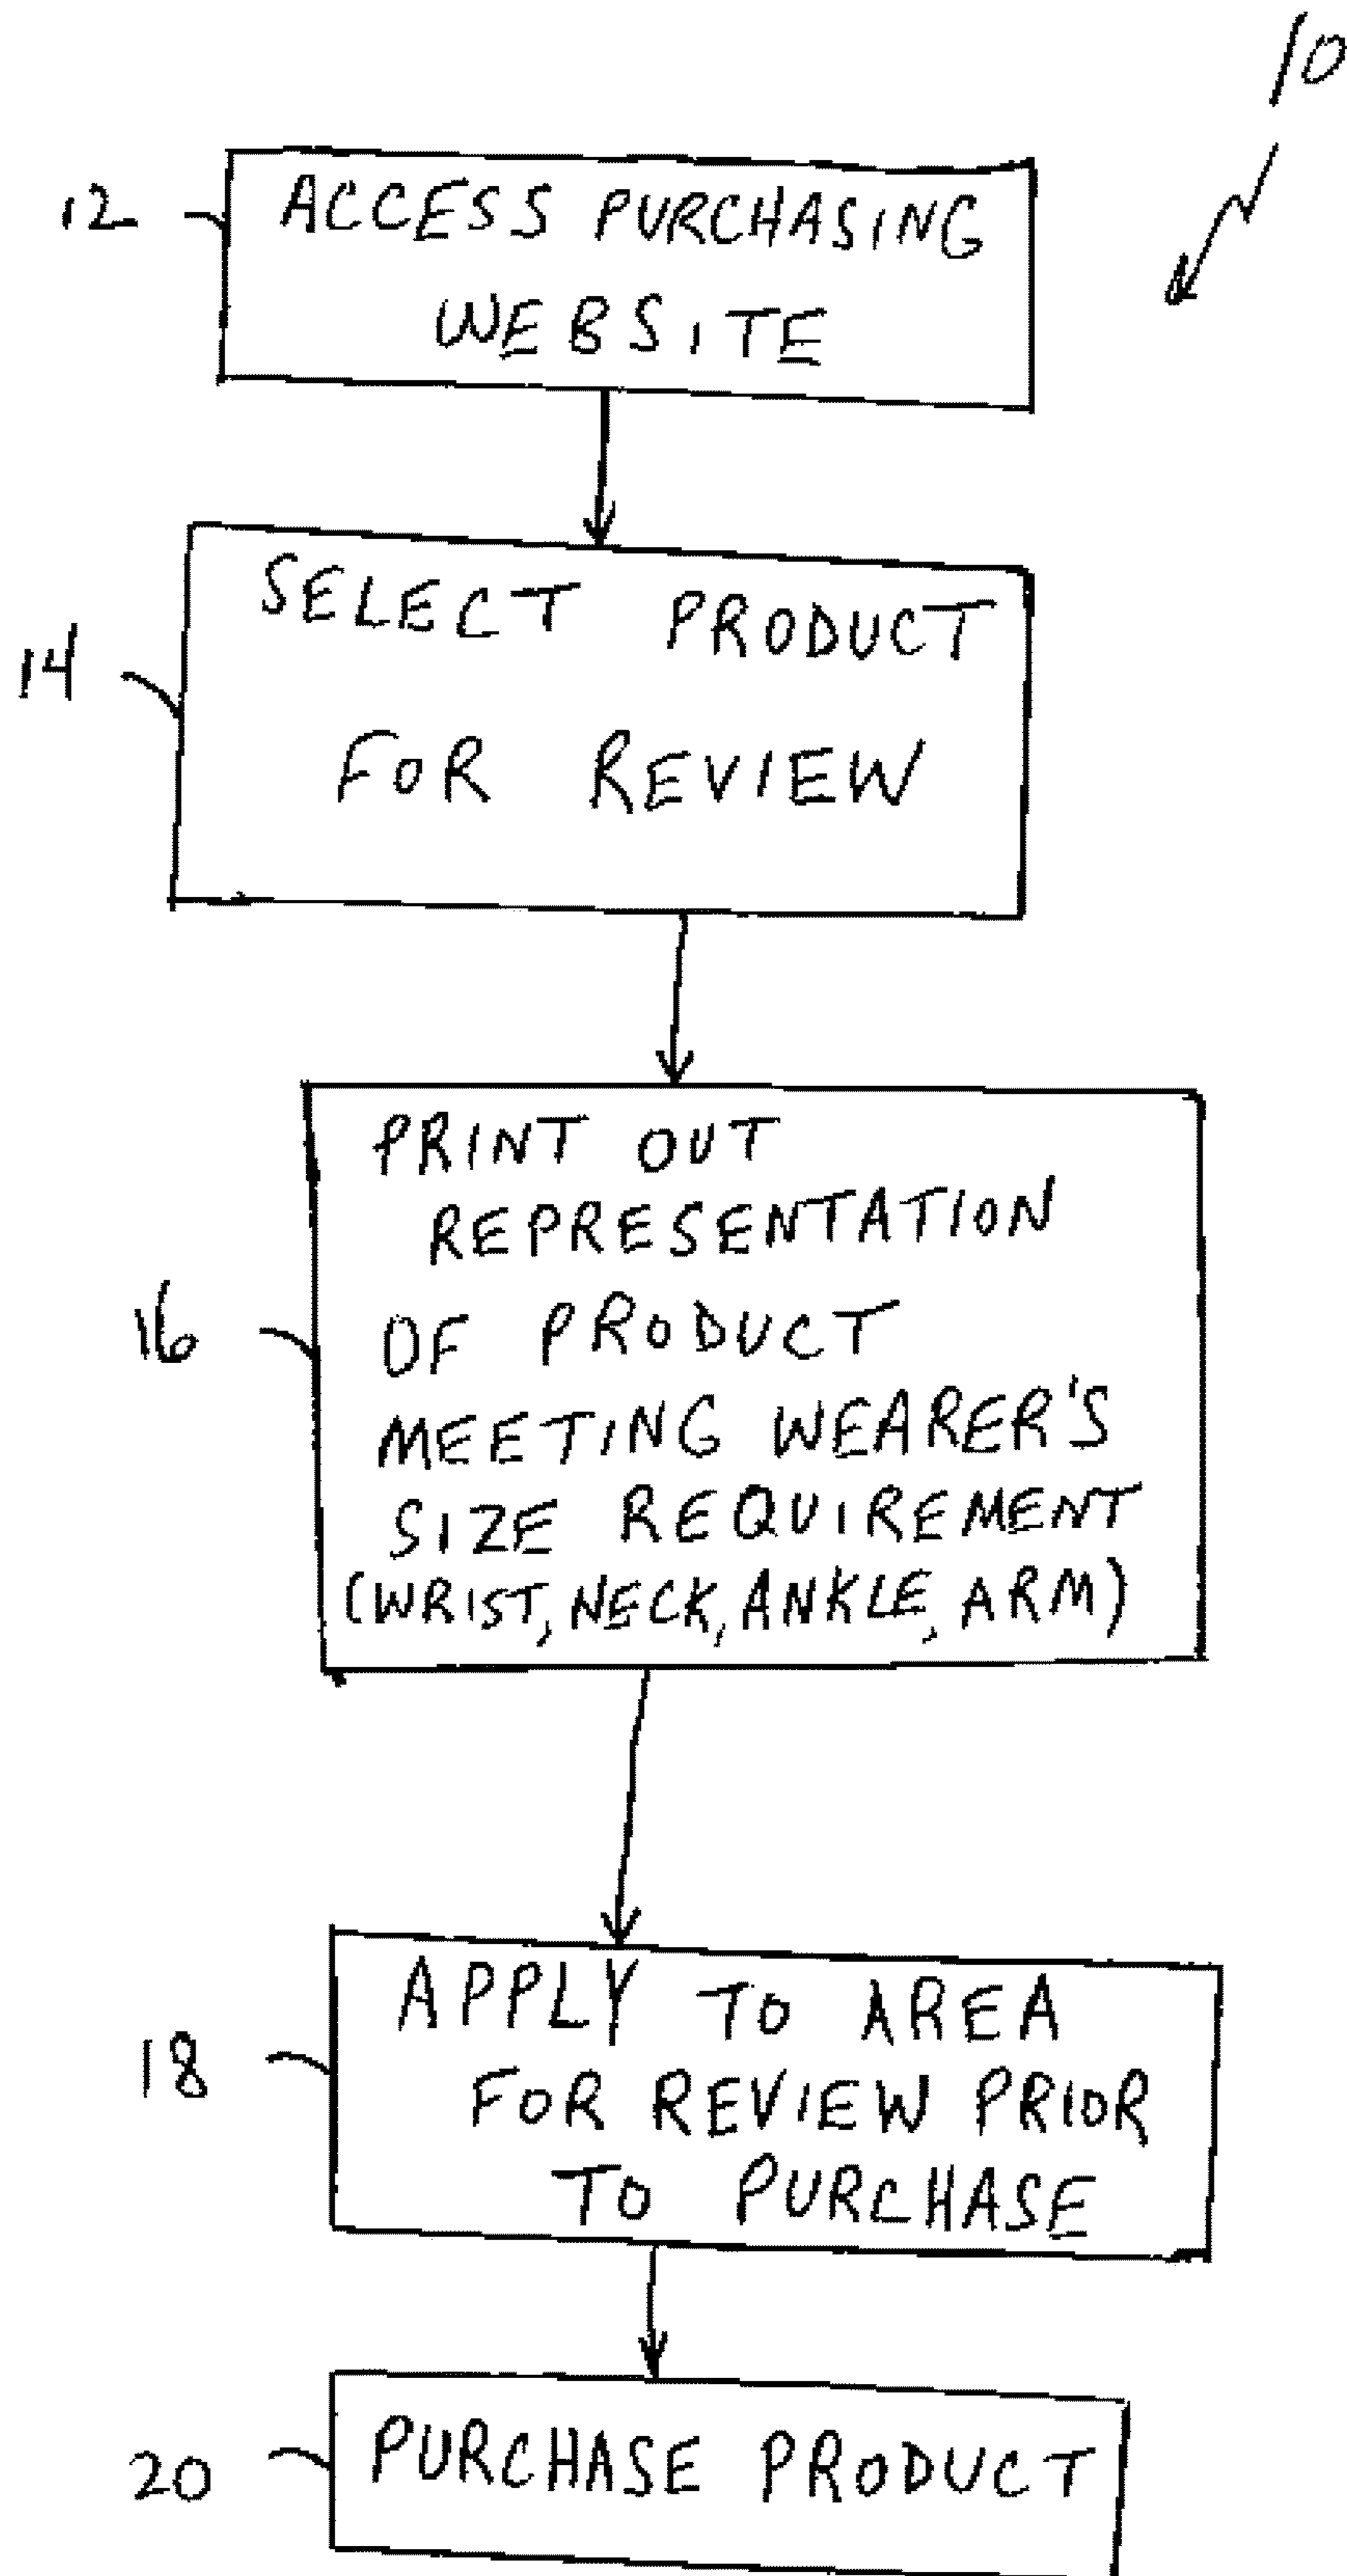 10
12
ACCESS PURCHASING
WEBSITE
14
SELECT PRODUCT
FOR REVIEW
16
PRINT OUT
REPRESENTATION
OF PRODUCT
MEETING WEARER'S
SIZE REQUIREMENT
(WRIST, NECK, ANKLE, ARM)
18
APPLY TO AREA
FOR REVIEW PRIOR
TO PURCHASE
20
PURCHASE PRODUCT